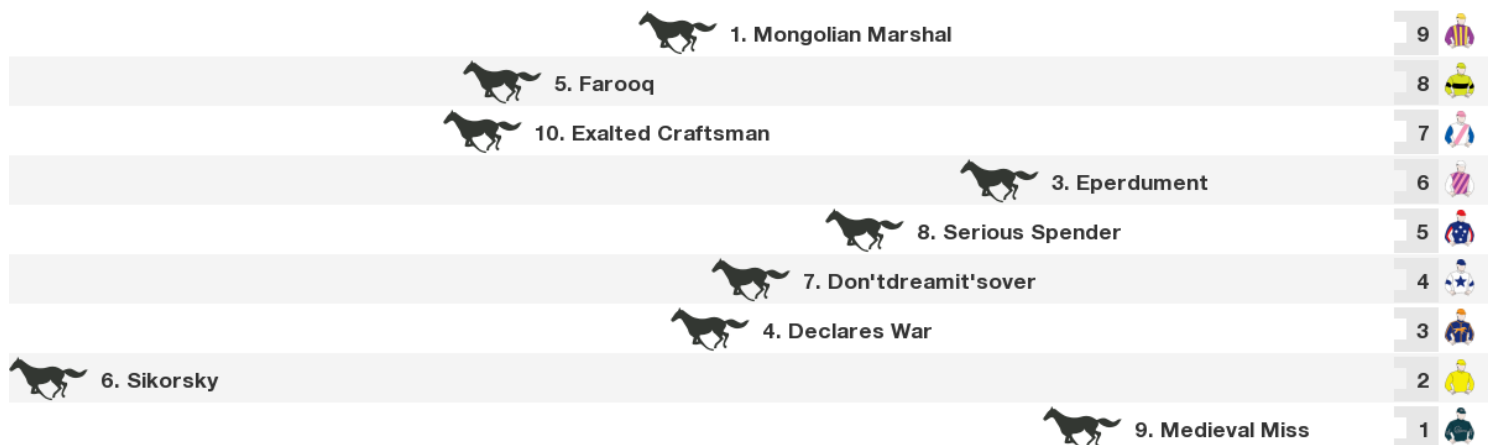 1. Mongolian Marshal 9
5. Farooq 8
10. Exalted Craftsman 7
3. Eperdument 6
8. Serious Spender 5
7. Don'tdreamit'sover 4
4. Declares War 3
6. Sikorsky 2
9. Medieval Miss 1